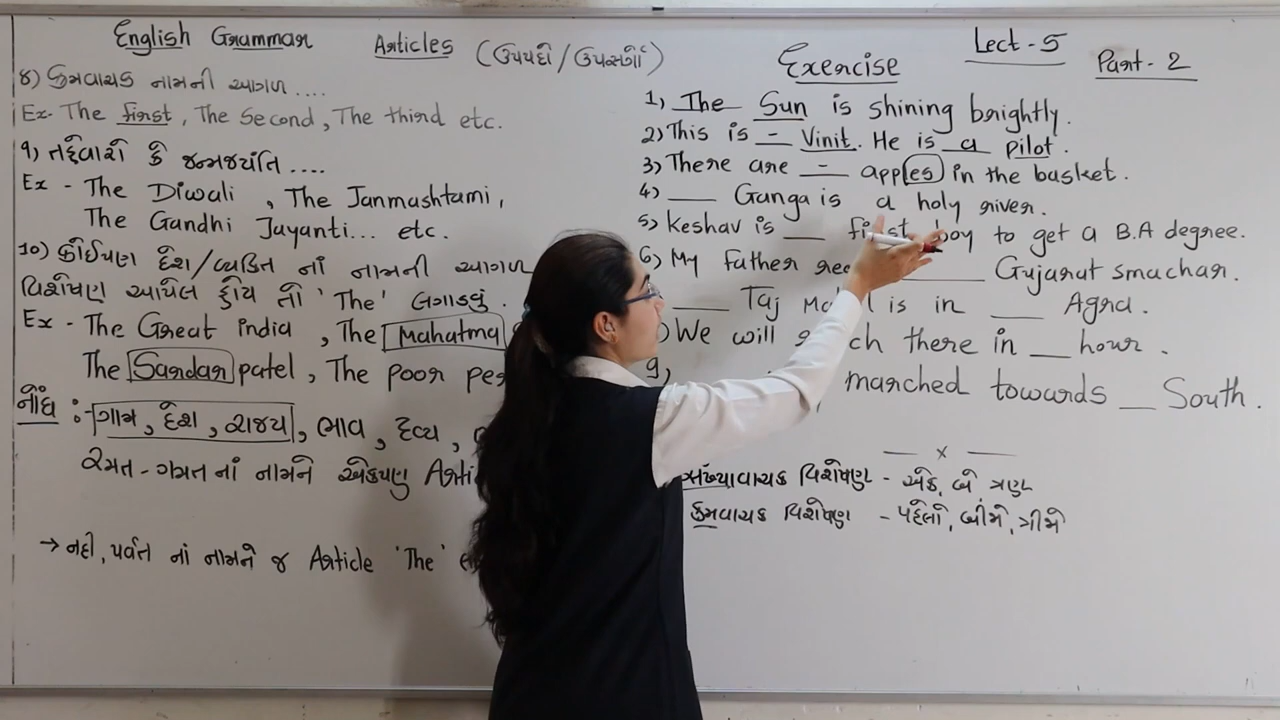 English Grammar Articles (ઉપપદો/ઉપસર્ગો)
૪) ક્રમવાચક નામની આગળ ....
Ex- The first, The Second, The third etc.
૧) તહેવારો કે જન્મજયંતિ ....
Ex - The Diwali , The Janmashtami,
The Gandhi Jayanti... etc.
૧૦) કોઈપણ દેશ/વ્યકિત નાં નામની આગળ
વિશેષણ આપેલ હોય તો 'The' લગાડવું .
Ex - The Great india , The Mahatma
The Sardar patel , The poor
નોંધ :- ગામ, દેશ, રાજ્ય, ભાવ, દ્રવ્ય,
રમત - ગમત નાં નામને એકપણ
→ નદી, પર્વત નાં નામને જ Article 'The'
Exercise Lect - 5 Part - 2
1, The Sun is shining brightly.
2) This is - Vinit. He is a pilot.
3) There are - apples in the basket.
4) ___ Ganga is a holy river.
5) Keshav is ___ first boy to get a B.A degree.
6) My father ___ Gujarat smachar.
___ Taj is in ___ Agra.
) We will there in ___ hour .
9, marched towards ___ South.
___ x ___
સંખ્યાવાચક વિશેષણ - એક, બે ત્રણ
ક્રમવાચક વિશેષણ - પહેલો, બીજો, ત્રીજો